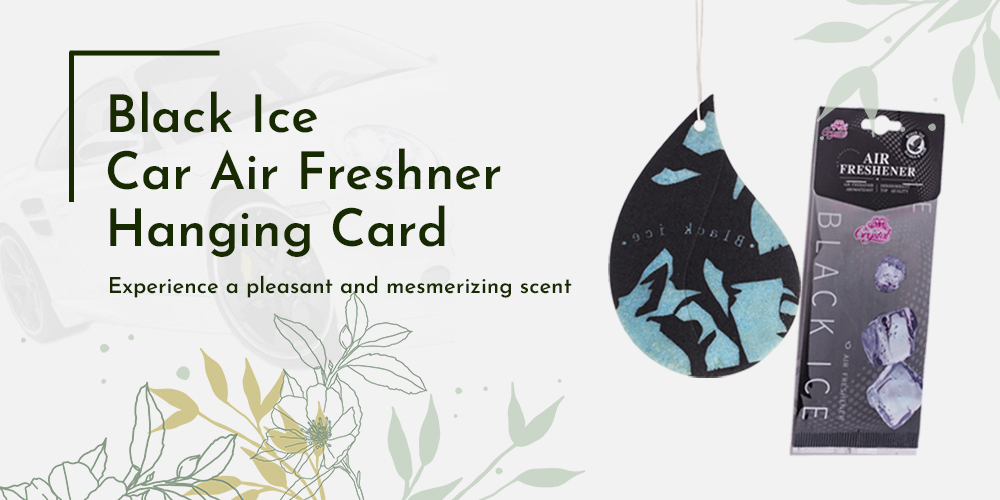 Black Ice
Car Air Freshner
Hanging Card
Experience a pleasant and mesmerizing scent
Black ice
Crystal
AIR
FRESHENER
Crystal
BLACK ICE
AIR FRESHENER